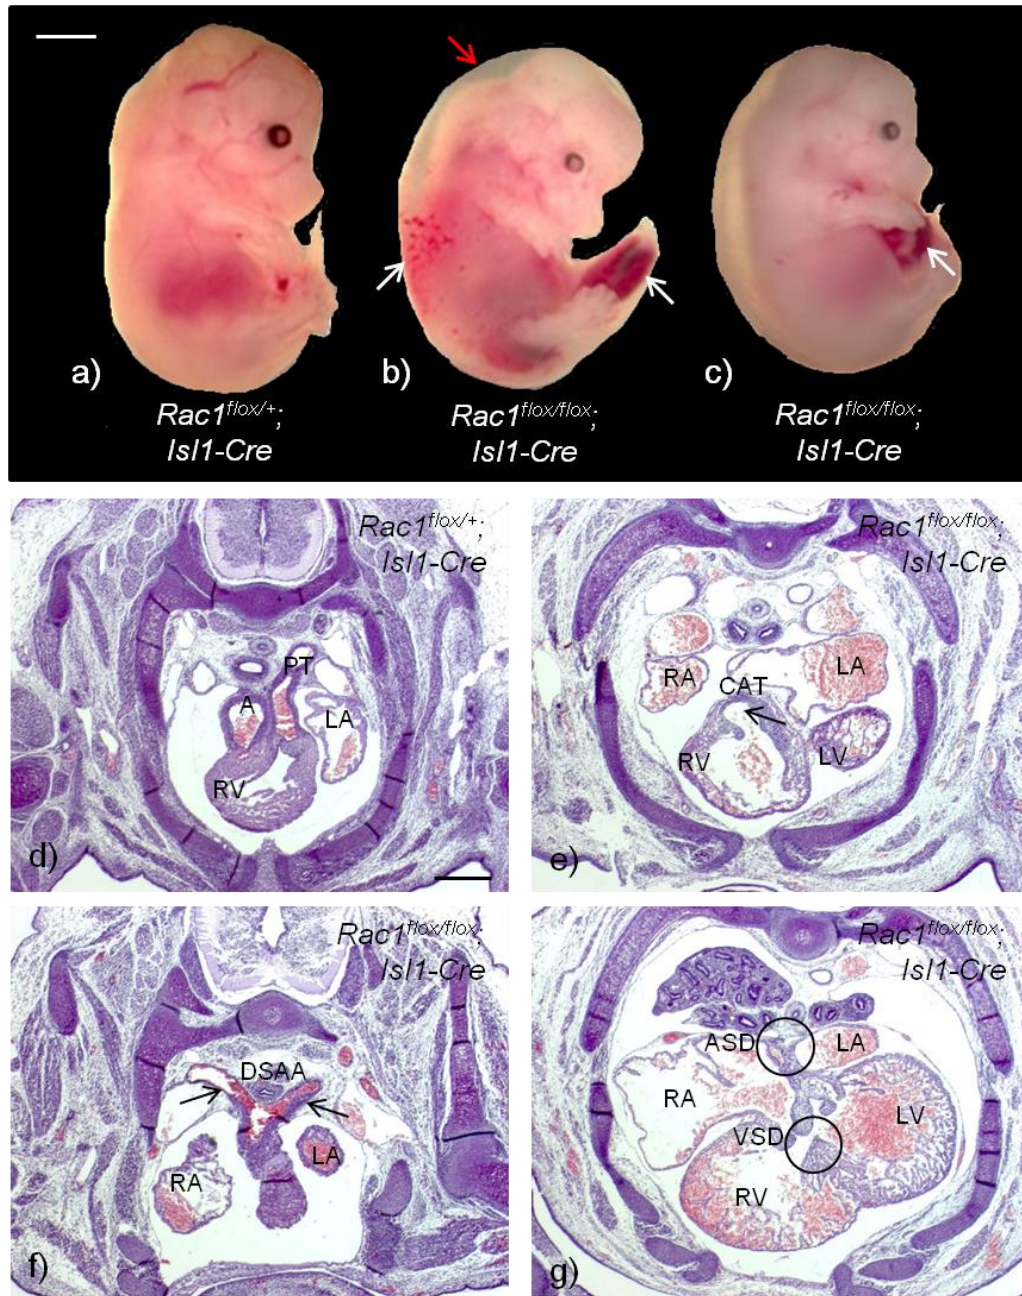 a)
Rac1flox/+;
Isl1-Cre
b)
Rac1flox/flox;
Isl1-Cre
c)
Rac1flox/flox;
Isl1-Cre
Rac1flox/+;
Isl1-Cre
PT
A
LA
RV
d)
Rac1flox/flox;
Isl1-Cre
RA
LA
CAT
RV
LV
e)
Rac1flox/flox;
Isl1-Cre
DSAA
RA
LA
f)
Rac1flox/flox;
Isl1-Cre
ASD
LA
RA
LV
VSD
RV
g)